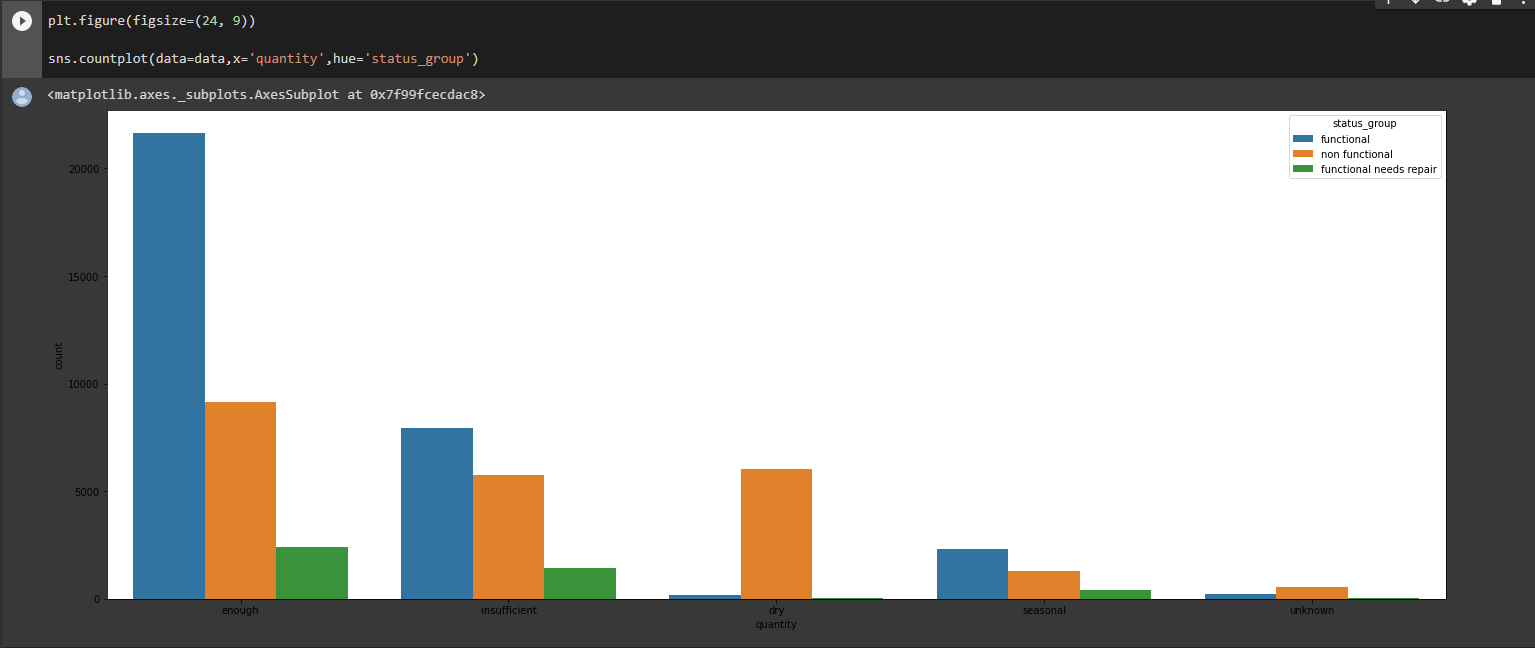 plt.figure(figsize=(24, 9))
sns.countplot(data=data,x='quantity',hue='status_group')
<matplotlib.axes._subplots.AxesSubplot at 0x7f99fcecdac8>
status_group
functional
non functional
functional needs repair
20000
15000
10000
5000
0
count
enough insufficient dry seasonal unknown
quantity